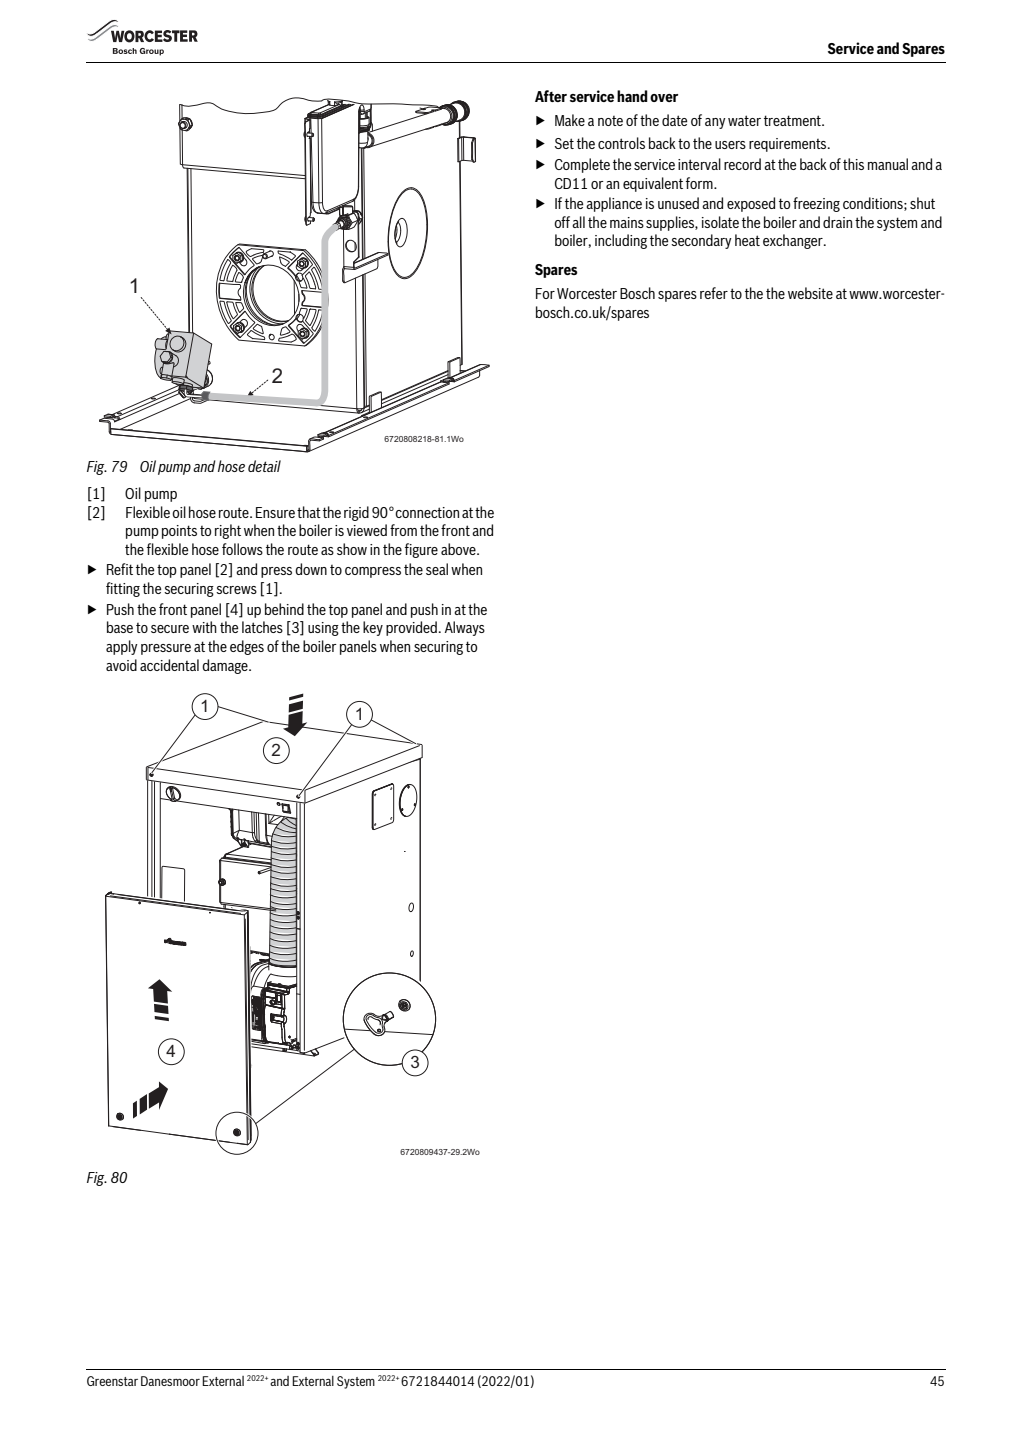 WORCESTER
Bosch Group
Service and Spares
1
2
6720808218-81.1Wo
Fig. 79 Oil pump and hose detail
[1] Oil pump
[2] Flexible oil hose route. Ensure that the rigid 90° connection at the
pump points to right when the boiler is viewed from the front and
the flexible hose follows the route as show in the figure above.
▶ Refit the top panel [2] and press down to compress the seal when
fitting the securing screws [1].
▶ Push the front panel [4] up behind the top panel and push in at the
base to secure with the latches [3] using the key provided. Always
apply pressure at the edges of the boiler panels when securing to
avoid accidental damage.
1
1
2
4
3
6720809437-29.2Wo
Fig. 80
After service hand over
▶ Make a note of the date of any water treatment.
▶ Set the controls back to the users requirements.
▶ Complete the service interval record at the back of this manual and a
CD11 or an equivalent form.
▶ If the appliance is unused and exposed to freezing conditions; shut
off all the mains supplies, isolate the boiler and drain the system and
boiler, including the secondary heat exchanger.
Spares
For Worcester Bosch spares refer to the the website at www.worcester-
bosch.co.uk/spares
Greenstar Danesmoor External 2022+ and External System 2022+ 6721844014 (2022/01)
45